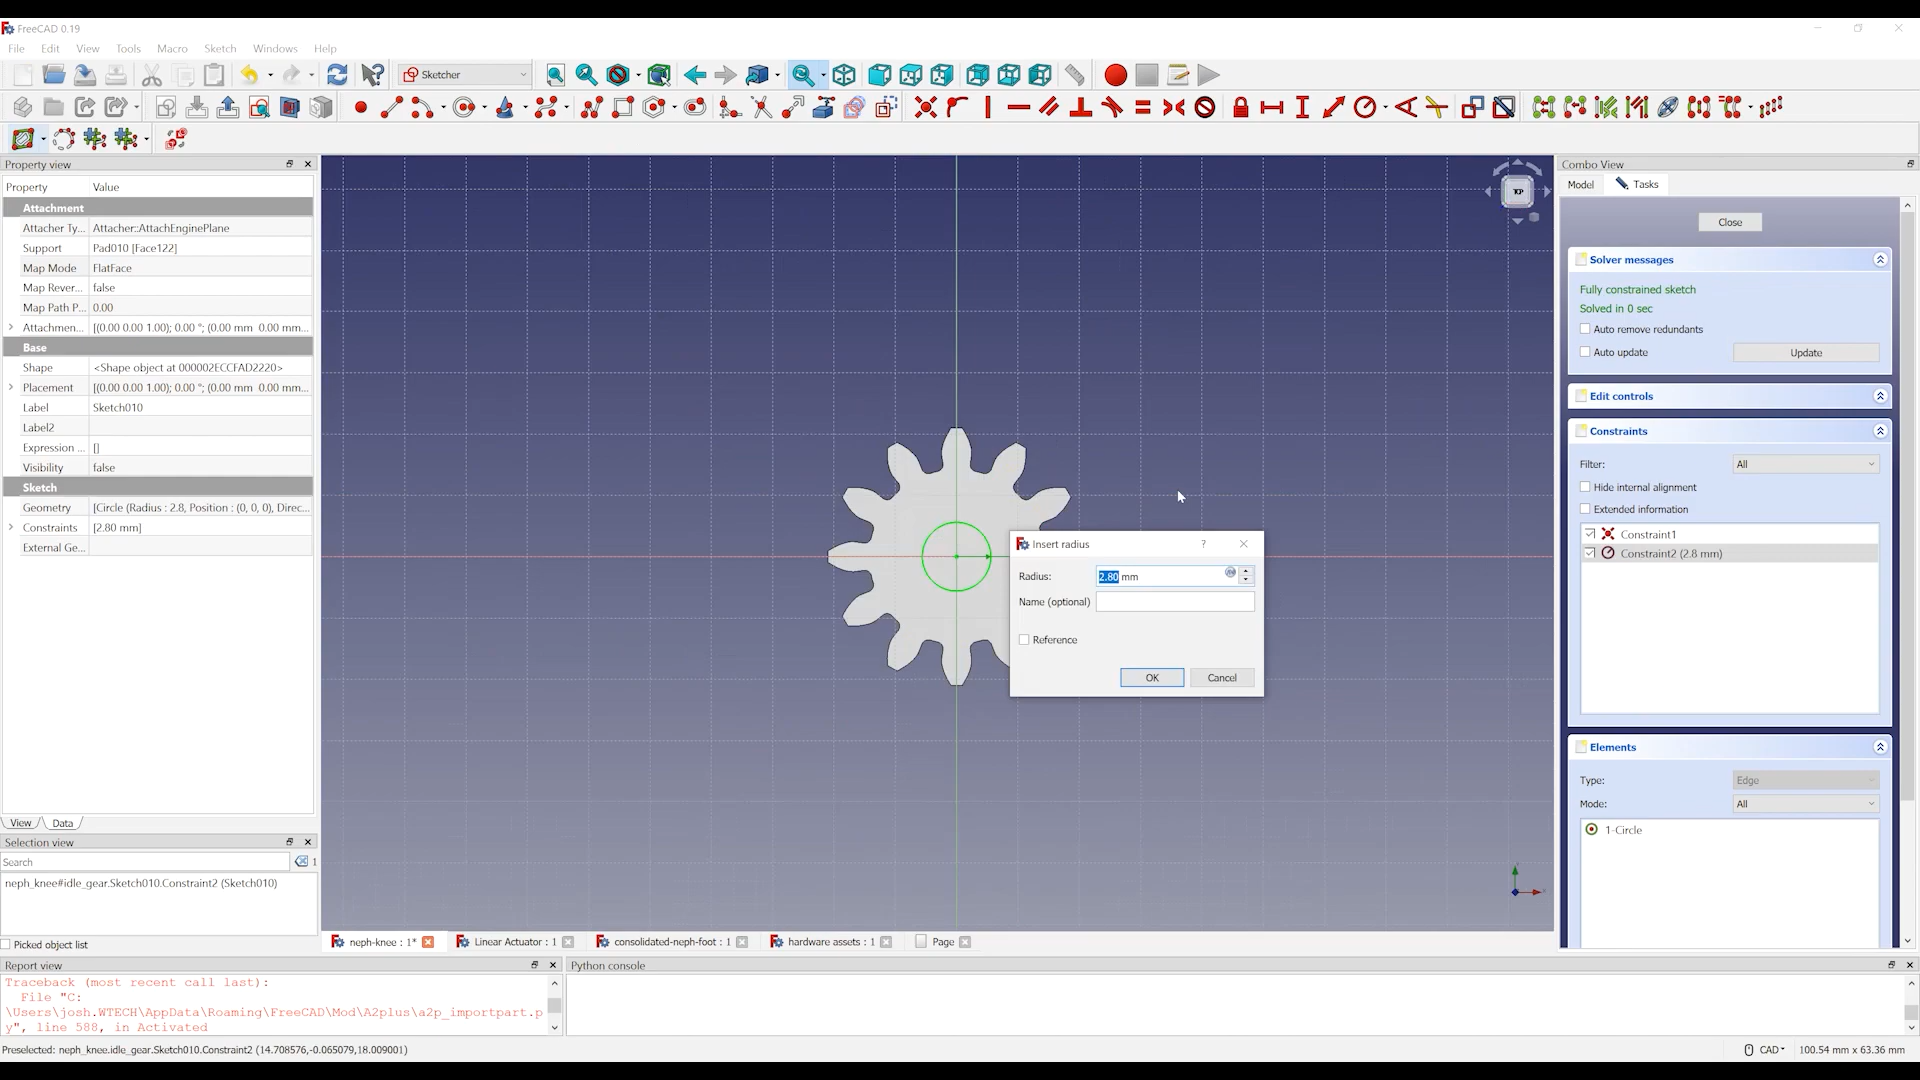 FreeCAD 0.19
File Edit View Tools Macro Sketch Windows Help
Sketcher
Property view
Property Value
Attachment
Attacher Ty... Attacher::AttachEnginePlane
Support Pad010 [Face122]
Map Mode FlatFace
Map Rever... false
Map Path P... 0.00
Attachmen... [(0.00 0.00 1.00); 0.00 °; (0.00 mm 0.00 mm...
Base
Shape <Shape object at 000002ECCFAD2220>
Placement [(0.00 0.00 1.00); 0.00 °; (0.00 mm 0.00 mm...
Label Sketch010
Label2
Expression ... []
Visibility false
Sketch
Geometry [Circle (Radius : 2.8, Position : (0, 0, 0), Direc...
Constraints [2.80 mm]
External Ge...
View Data
Selection view
Search
1
neph_knee#idle_gear.Sketch010.Constraint2 (Sketch010)
Picked object list
TOP
Insert radius ?
Radius: 2.80 mm
Name (optional)
Reference
OK Cancel
neph-knee : 1* Linear Actuator : 1 consolidated-neph-foot : 1 hardware assets : 1 Page
Combo View
Model Tasks
Close
Solver messages
Fully constrained sketch
Solved in 0 sec
Auto remove redundants
Auto update Update
Edit controls
Constraints
Filter: All
Hide internal alignment
Extended information
Constraint1
Constraint2 (2.8 mm)
Elements
Type: Edge
Mode: All
1-Circle
Report view
Traceback (most recent call last):
File "C:
\Users\josh.WTECH\AppData\Roaming\FreeCAD\Mod\A2plus\a2p_importpart.p
y", line 588, in Activated
Python console
Preselected: neph_knee.idle_gear.Sketch010.Constraint2 (14.708576,-0.065079,18.009001)
CAD 100.54 mm x 63.36 mm